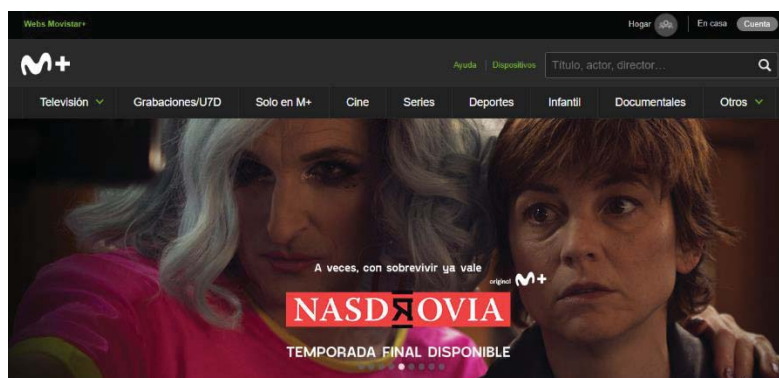 Webs Movistar+
Hogar
En casa
Cuenta
M+
Ayuda | Dispositivos
Título, actor, director...
Televisión
Grabaciones/U7D
Solo en M+
Cine
Series
Deportes
Infantil
Documentales
Otros
A veces, con sobrevivir ya vale
original M+
NASDЯOVIA
TEMPORADA FINAL DISPONIBLE